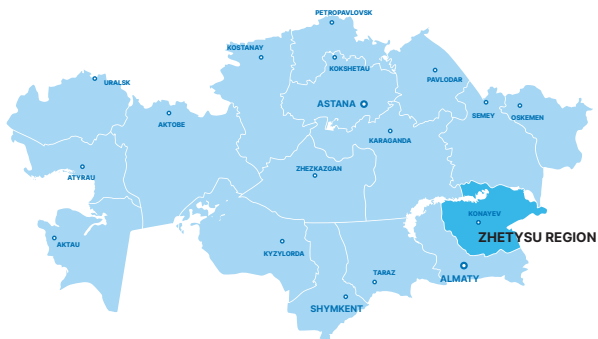 PETROPAVLOVSK
KOSTANAY
KOKSHETAU
URALSK
PAVLODAR
ASTANA
SEMEY
OSKEMEN
AKTOBE
KARAGANDA
ZHEZKAZGAN
ATYRAU
KONAYEV
ZHETYSU REGION
AKTAU
KYZYLORDA
TARAZ
ALMATY
SHYMKENT